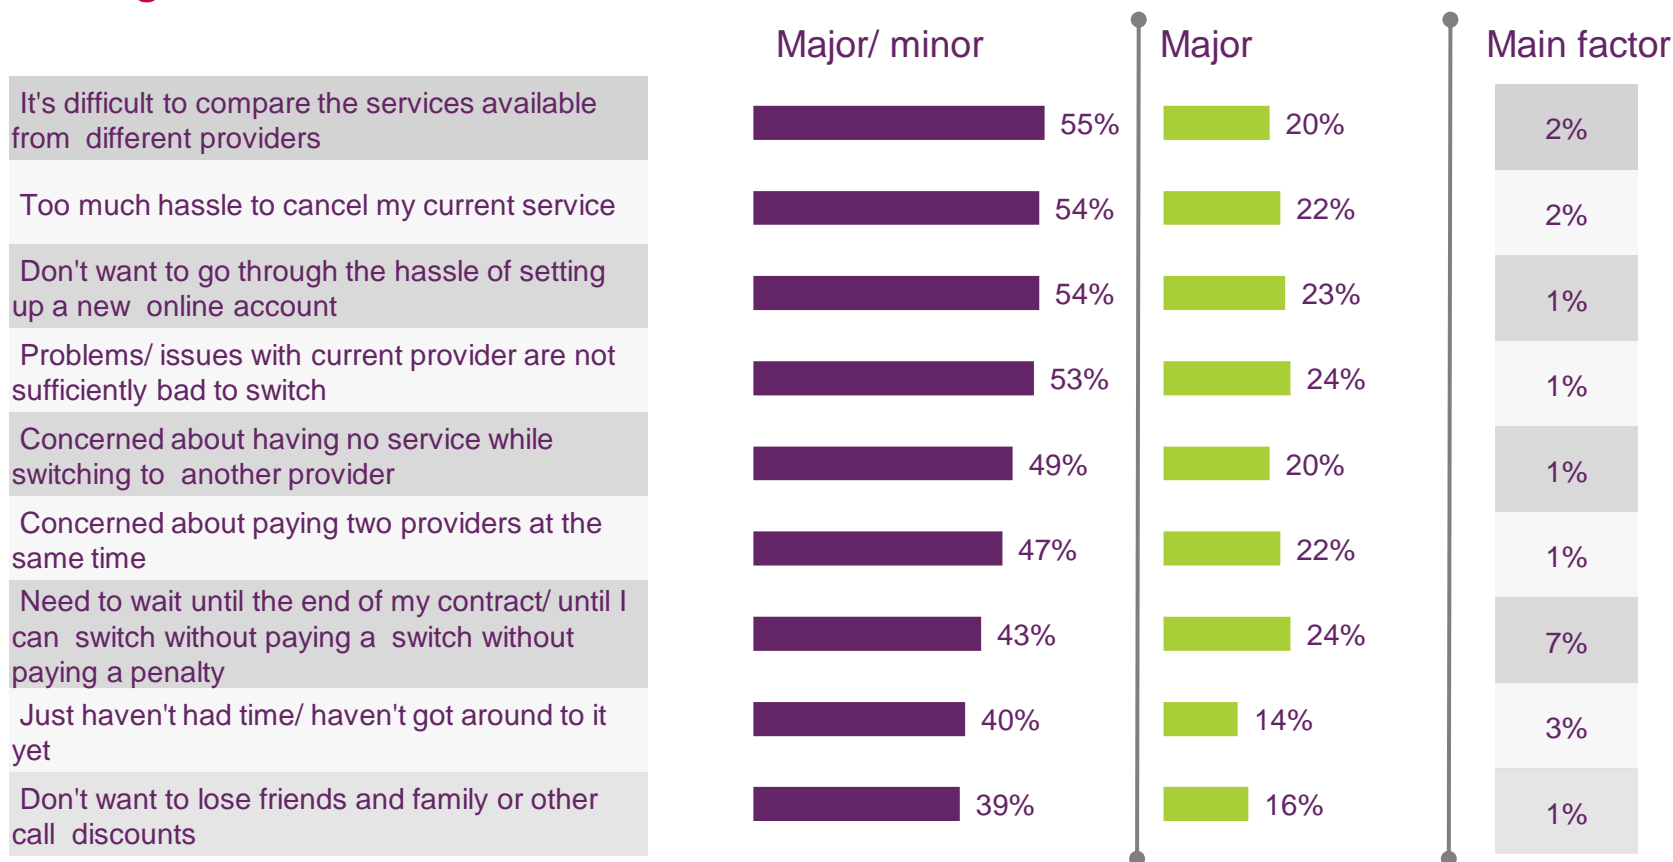 Major/ minor
Major
Main factor
It's difficult to compare the services available
from different providers
55%
20%
2%
Too much hassle to cancel my current service
54%
22%
2%
Don't want to go through the hassle of setting
up a new online account
54%
23%
1%
Problems/ issues with current provider are not
sufficiently bad to switch
53%
24%
1%
Concerned about having no service while
switching to another provider
49%
20%
1%
Concerned about paying two providers at the
same time
47%
22%
1%
Need to wait until the end of my contract/ until I
can switch without paying a switch without
paying a penalty
43%
24%
7%
Just haven't had time/ haven't got around to it
yet
40%
14%
3%
Don't want to lose friends and family or other
call discounts
39%
16%
1%